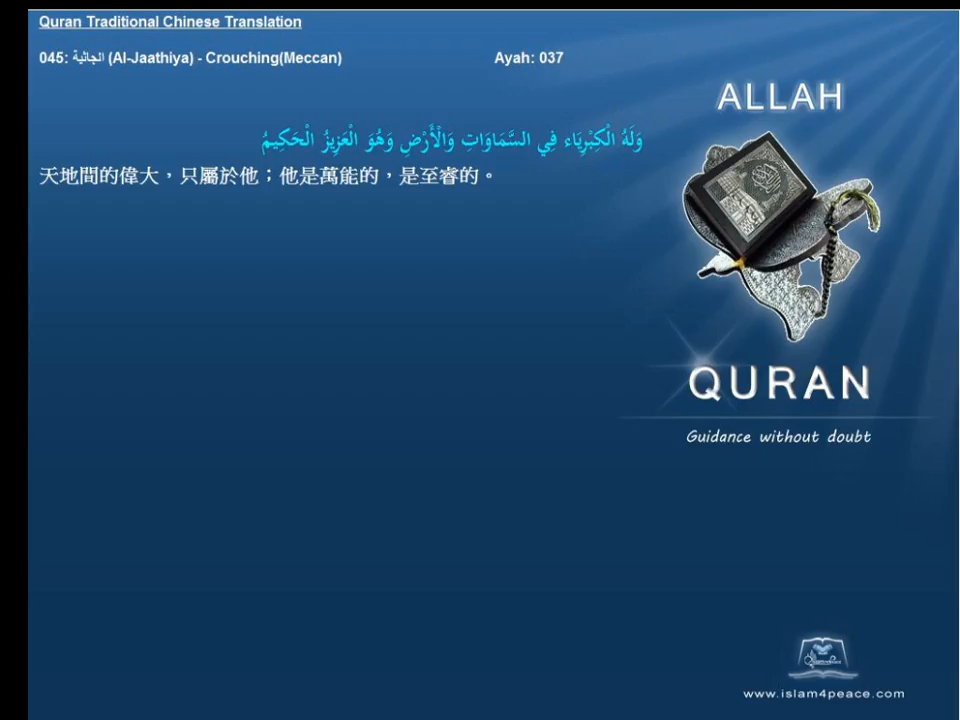 Quran Traditional Chinese Translation
045: الجاثية (Al-Jaathiya) - Crouching(Meccan) Ayah: 037
وَلَهُ الْكِبْرِيَاء فِي السَّمَاوَاتِ وَالْأَرْضِ وَهُوَ الْعَزِيزُ الْحَكِيمُ
天地間的偉大，只屬於他；他是萬能的，是至睿的。
ALLAH
QURAN
Guidance without doubt
www.islam4peace.com